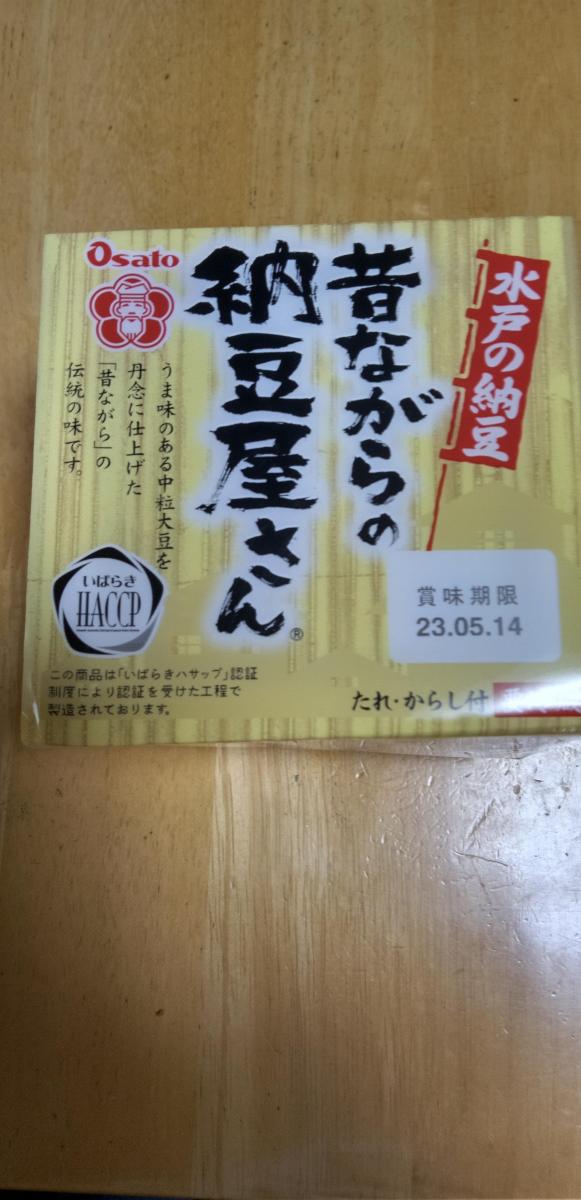 水戸の納豆
昔ながらの
納豆屋さん®
Osato
うま味のある中粒大豆を
丹念に仕上げた
「昔ながら」の
伝統の味です。
いばらき
HACCP
この商品は「いばらきハサップ」認証
制度により認証を受けた工程で
製造されております。
賞味期限
23.05.14
たれ・からし付